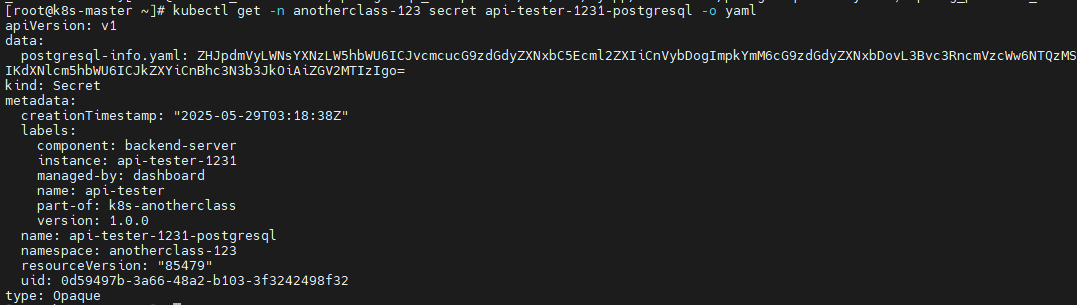 [root@k8s-master ~]# kubectl get -n anotherclass-123 secret api-tester-1231-postgresql -o yaml
apiVersion: v1
data:
  postgresql-info.yaml: ZHJpdmVyLWNsYXNzLW5hbWU6ICJvcmcucG9zdGdyZXNxbC5Ecml2ZXIiCnVybDogImpkYmM6cG9zdGdyZXNxbDovL3Bvc3RncmVzcWw6NTQzMS
IKdXNlcm5hbWU6ICJkZXYiCnBhc3N3b3JkOiAiZGV2MTIzIgo=
kind: Secret
metadata:
  creationTimestamp: "2025-05-29T03:18:38Z"
  labels:
    component: backend-server
    instance: api-tester-1231
    managed-by: dashboard
    name: api-tester
    part-of: k8s-anotherclass
    version: 1.0.0
  name: api-tester-1231-postgresql
  namespace: anotherclass-123
  resourceVersion: "85479"
  uid: 0d59497b-3a66-48a2-b103-3f3242498f32
type: Opaque